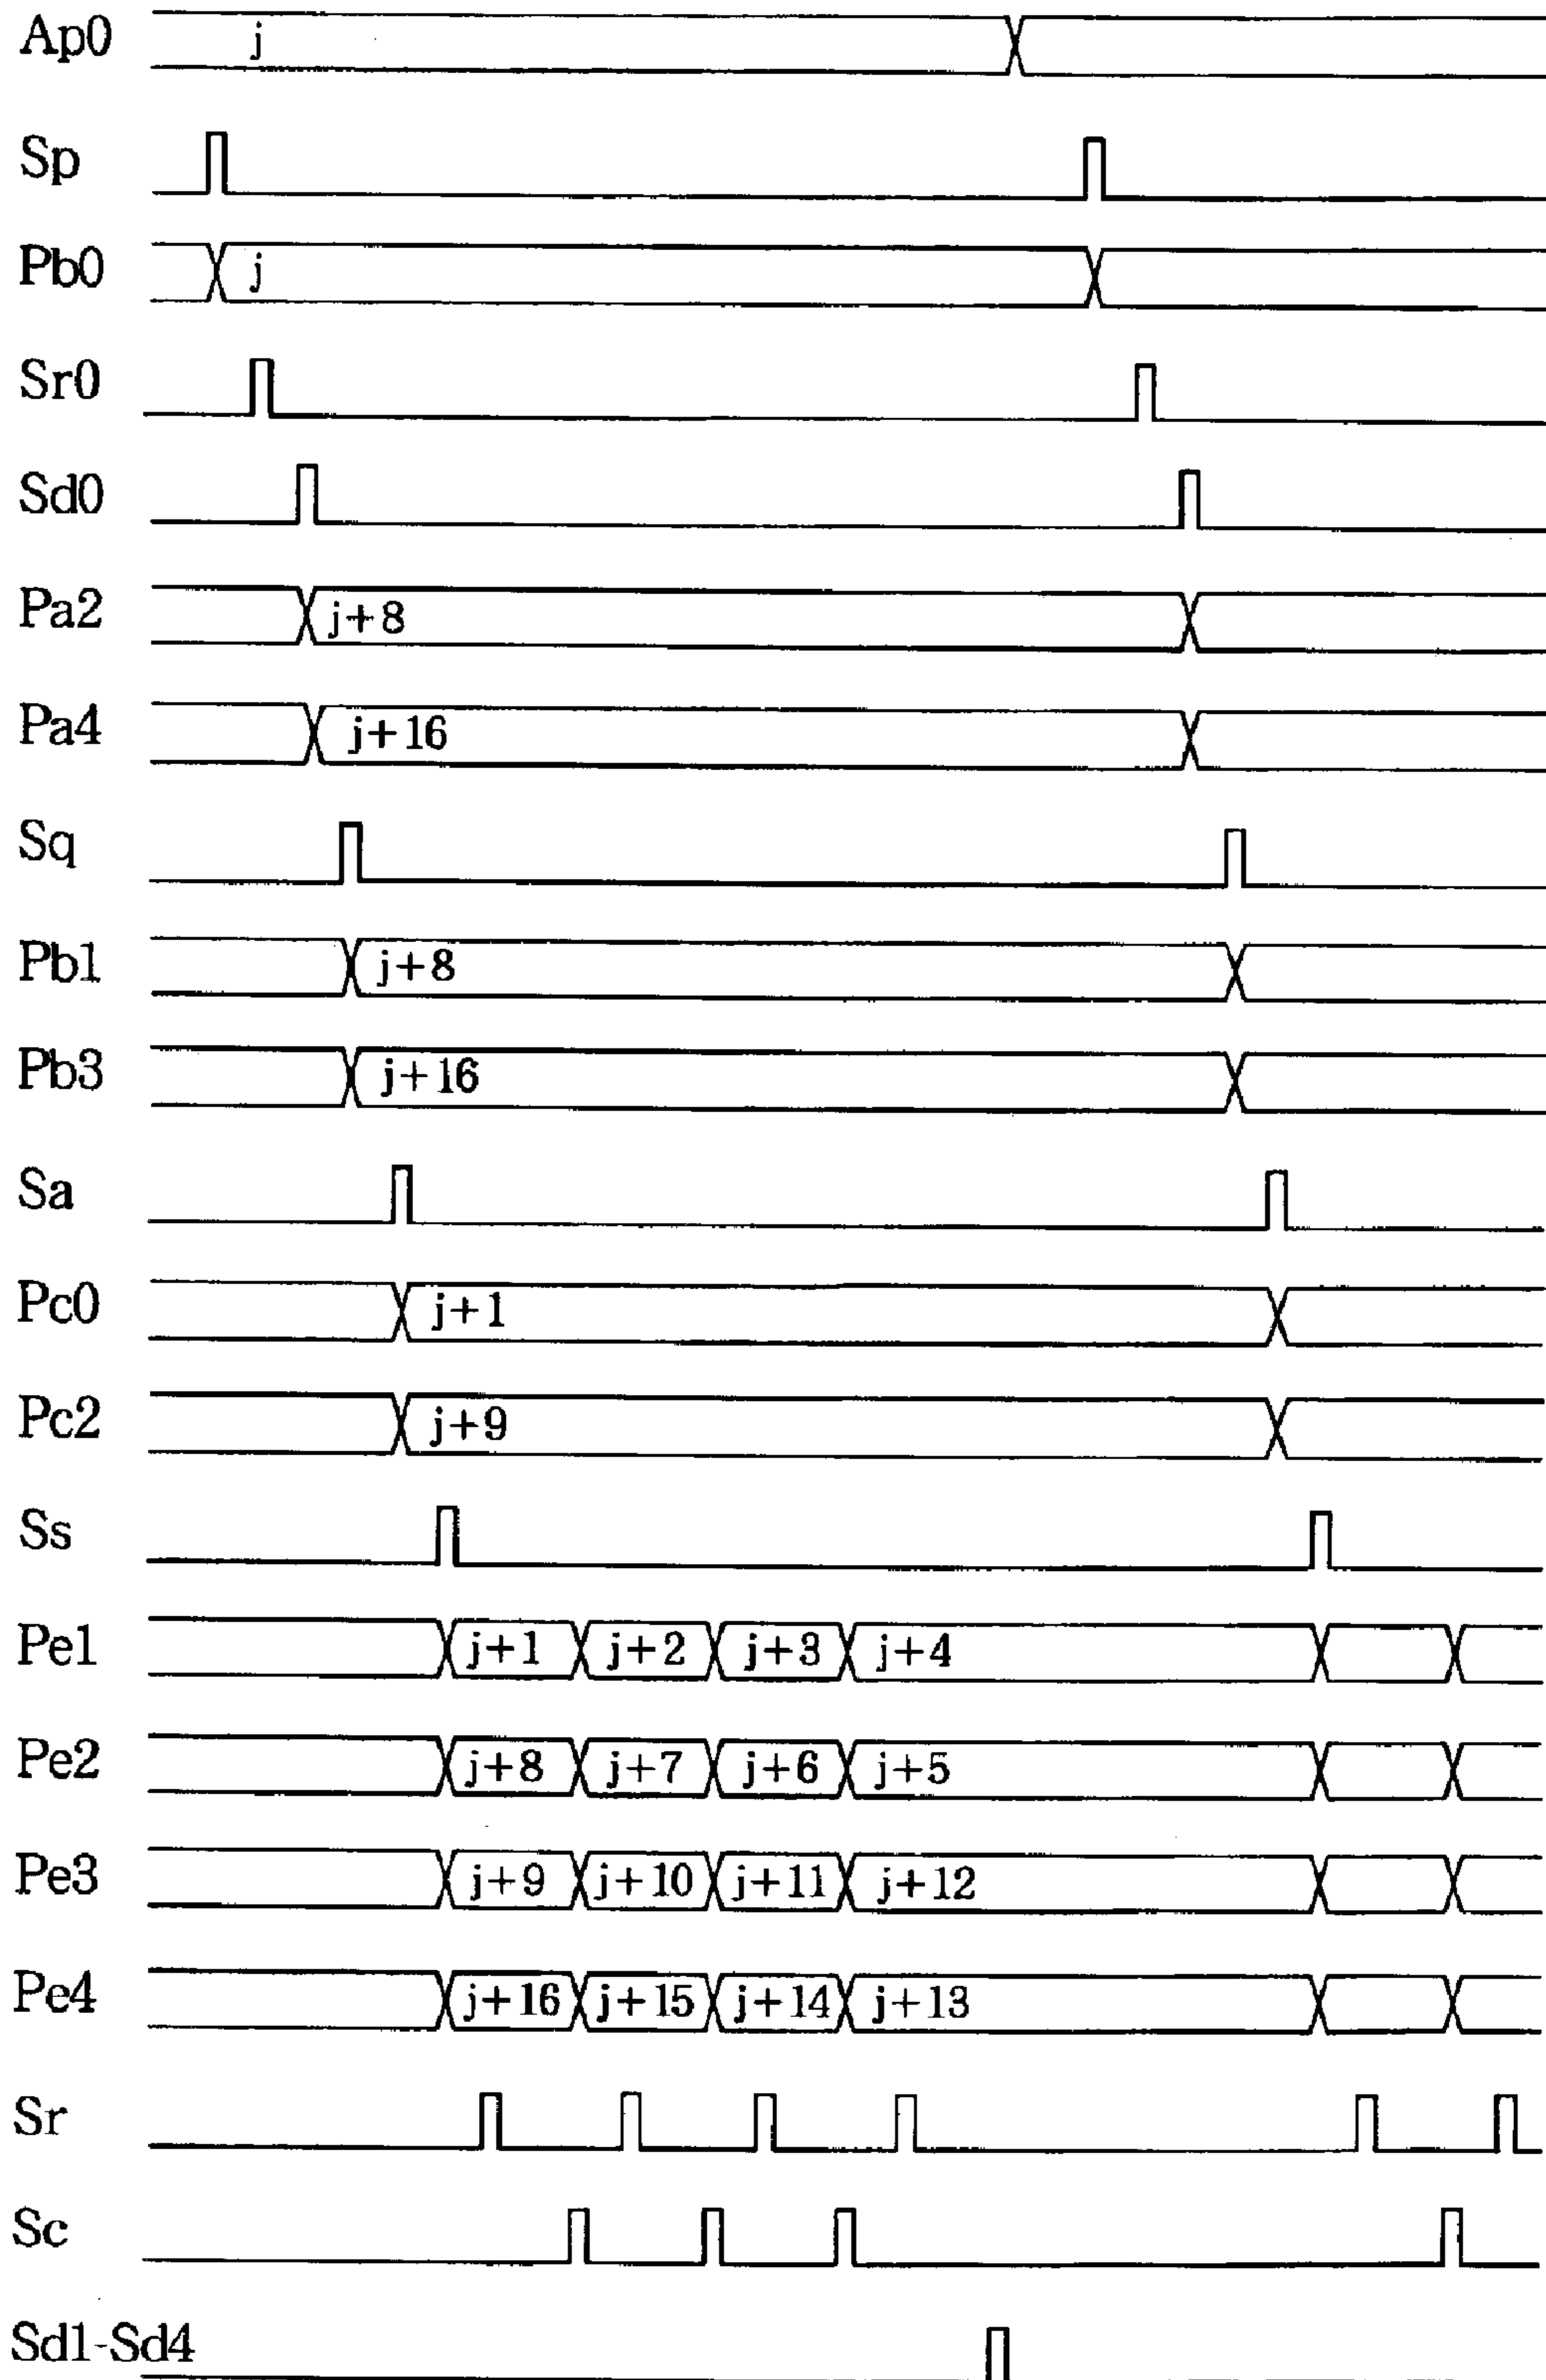 Ap0 j
Sp
Pb0 j
Sr0
Sd0
Pa2 j+8
Pa4 j+16
Sq
Pb1 j+8
Pb3 j+16
Sa
Pc0 j+1
Pc2 j+9
Ss
Pe1 j+1 j+2 j+3 j+4
Pe2 j+8 j+7 j+6 j+5
Pe3 j+9 j+10 j+11 j+12
Pe4 j+16 j+15 j+14 j+13
Sr
Sc
Sd1-Sd4